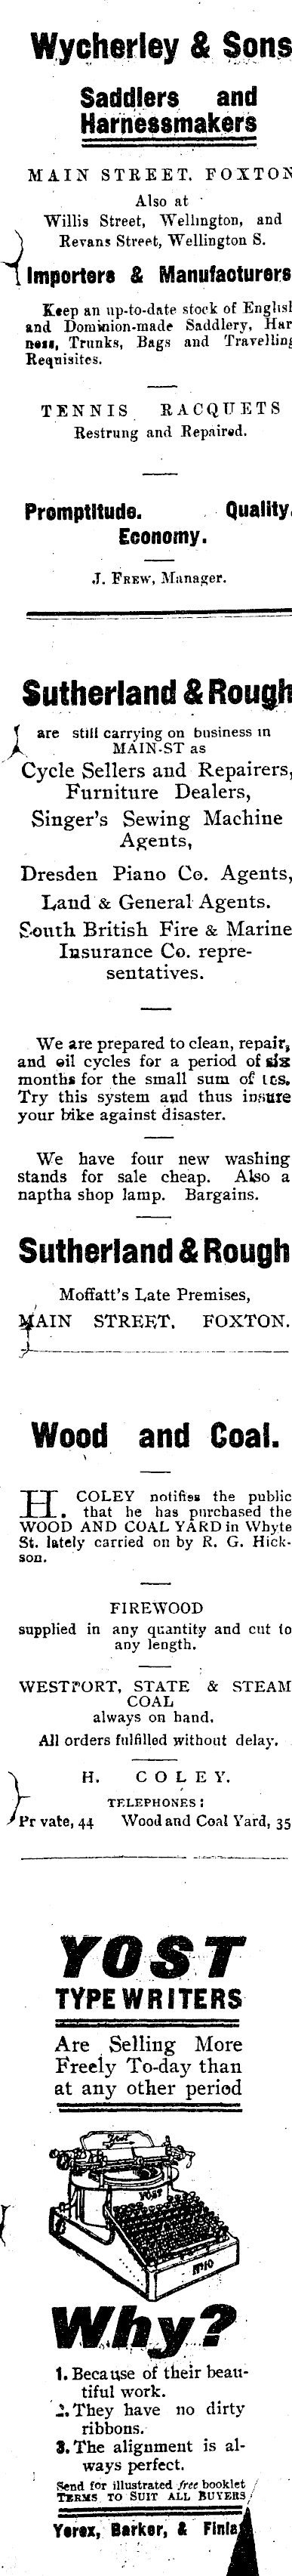 Wycherley & Sons
Saddlers and
Harnessmakers
MAIN STREET. FOXTON
Also at
Willis Street, Wellington, and
Revans Street, Wellington S.
Importers & Manufacturers
Keep an up-to-date stock of English
and Dominion-made Saddlery, Har
ness, Trunks, Bags and Travelling
Requisites.
TENNIS RACQUETS
Restrung and Repaired.
Promptitude. Quality.
Economy.
J. FREW, Manager.
Sutherland & Rough
are still carrying on business in
MAIN-ST as
Cycle Sellers and Repairers,
Furniture Dealers,
Singer's Sewing Machine
Agents,
Dresden Piano Co. Agents,
Land & General Agents.
South British Fire & Marine
Insurance Co. repre-
sentatives.
We are prepared to clean, repair,
and oil cycles for a period of six
months for the small sum of 10s.
Try this system and thus insure
your bike against disaster.
We have four new washing
stands for sale cheap. Also a
naptha shop lamp. Bargains.
Sutherland & Rough
Moffatt's Late Premises,
MAIN STREET, FOXTON.
Wood and Coal.
H. COLEY notifies the public
that he has purchased the
WOOD AND COAL YARD in Whyte
St. lately carried on by R. G. Hick-
son.
FIREWOOD
supplied in any quantity and cut to
any length.
WESTPORT, STATE & STEAM
COAL
always on hand.
All orders fulfilled without delay.
H. COLEY.
TELEPHONES:
Pr vate, 44 Wood and Coal Yard, 35
YOST
TYPEWRITERS
Are Selling More
Freely To-day than
at any other period
Yost
YOST
No10
Why?
1. Because of their beau-
tiful work.
2. They have no dirty
ribbons.
3. The alignment is al-
ways perfect.
Send for illustrated free booklet
TERMS TO SUIT ALL BUYERS
Yerex, Barker, & Finla